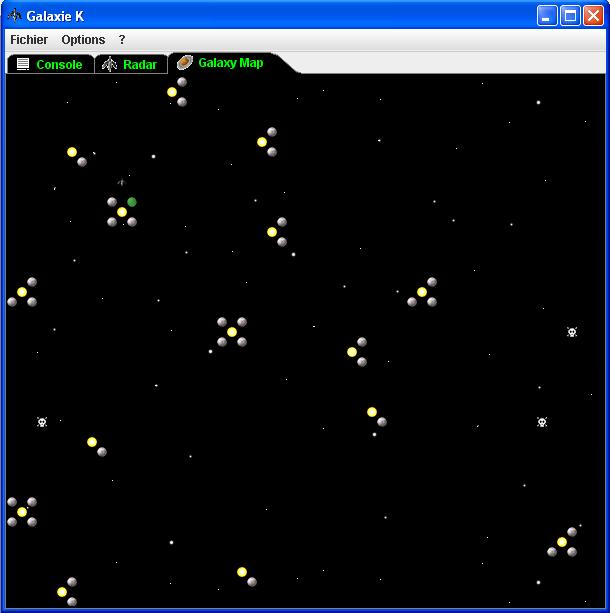 Galaxie K
Fichier Options ?
Console Radar Galaxy Map